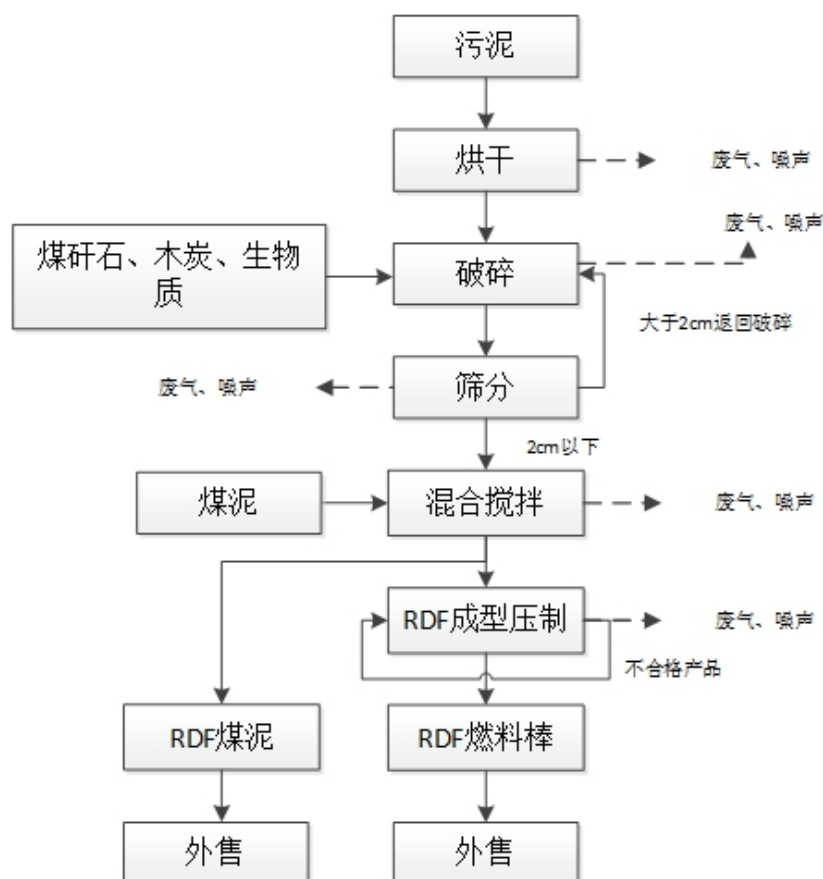 污泥
烘干
废气、噪声
废气、噪声
煤矸石、木炭、生物
质
破碎
大于2cm返回破碎
废气、噪声
筛分
2cm以下
煤泥
混合搅拌
废气、噪声
RDF成型压制
废气、噪声
不合格产品
RDF煤泥
RDF燃料棒
外售
外售